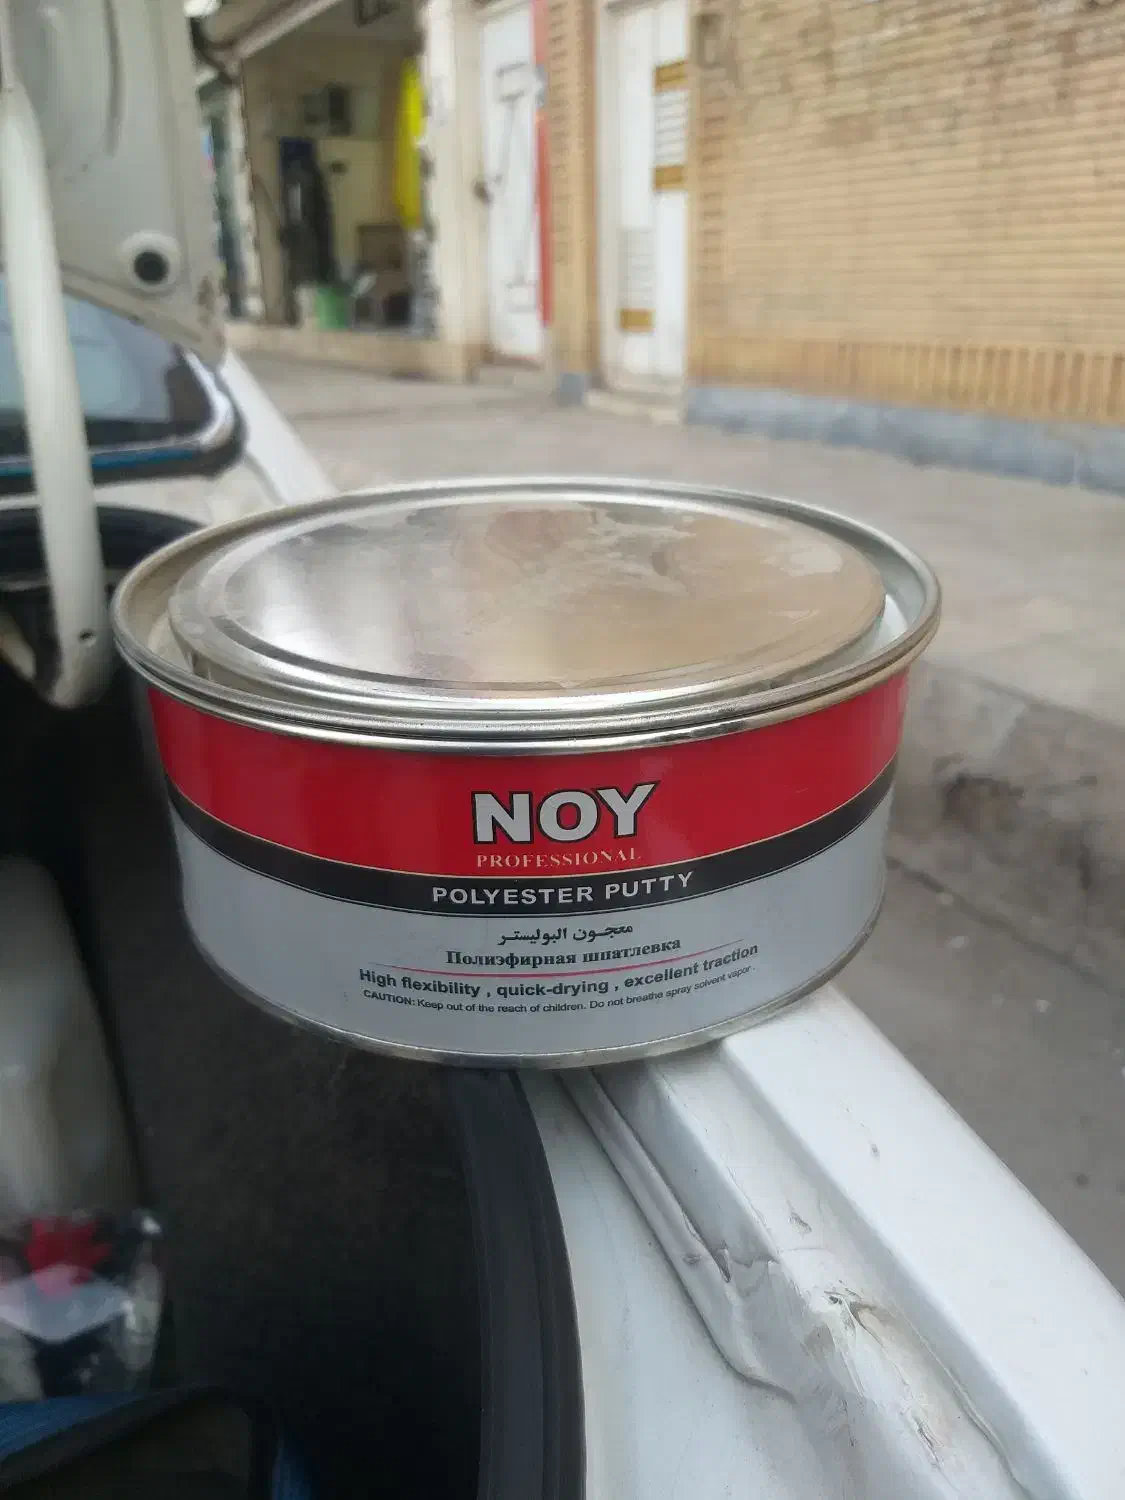 NOY
PROFESSIONAL
POLYESTER PUTTY
معجون البوليستر
Полиэфирная шпатлевка
High flexibility , quick-drying , excellent traction
CAUTION: Keep out of the reach of children. Do not breathe spray solvent vapor.